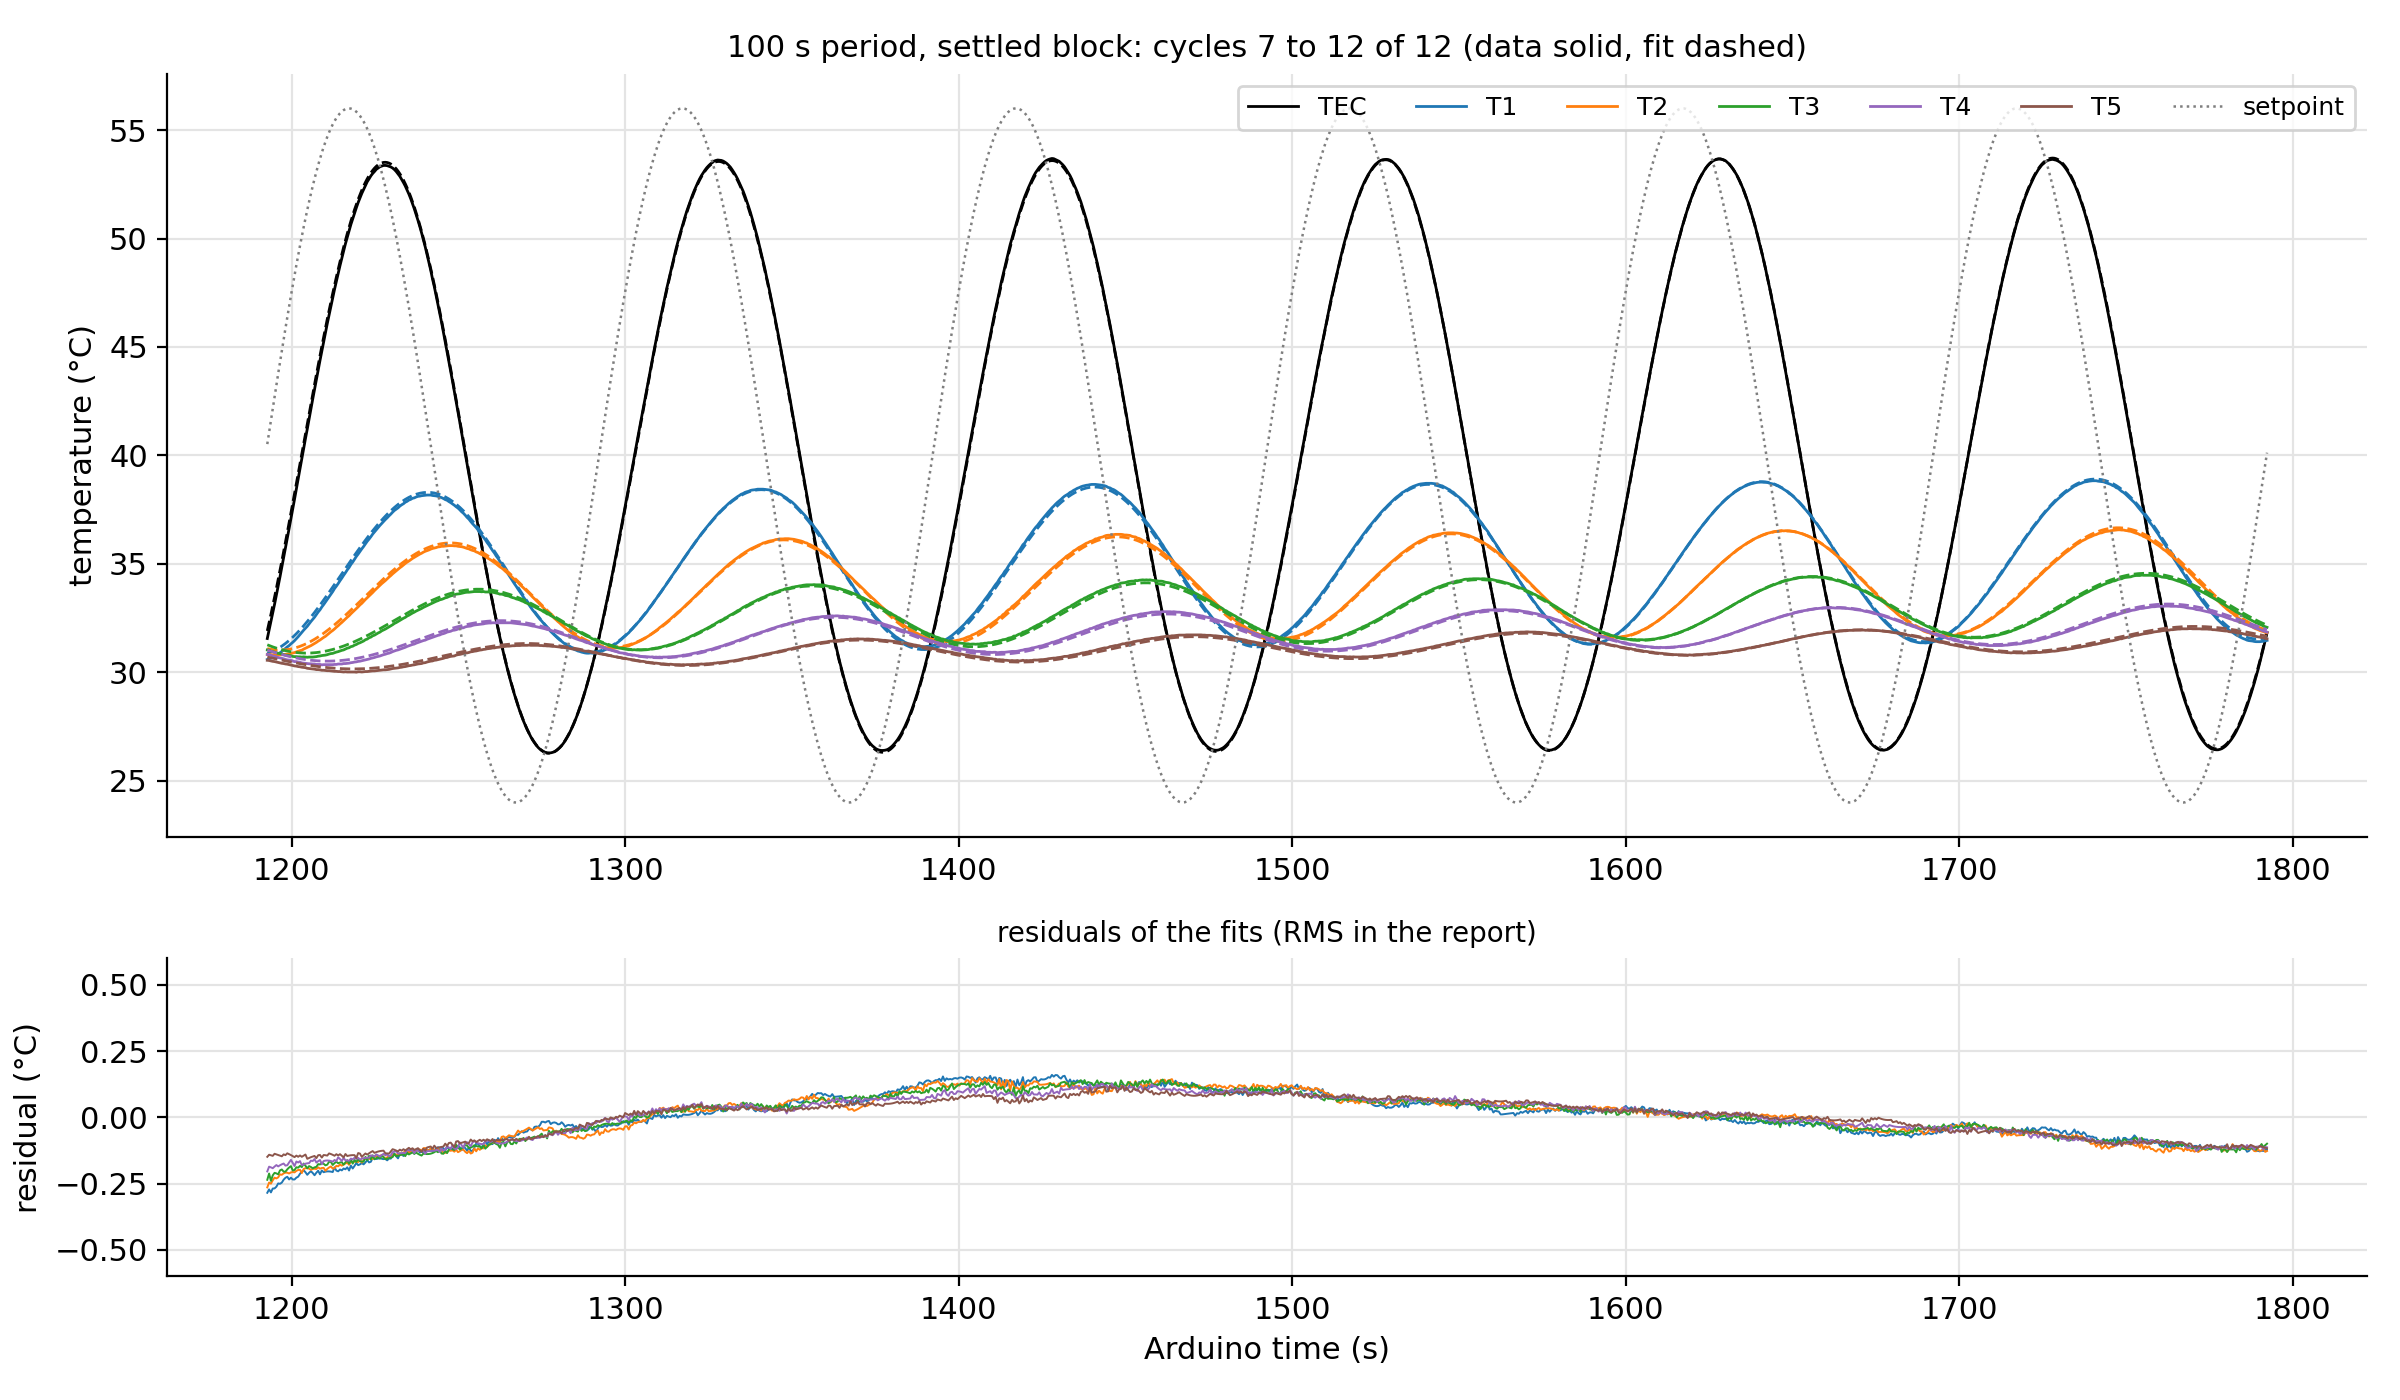 100 s period, settled block: cycles 7 to 12 of 12 (data solid, fit dashed)
TEC T1 T2 T3 T4 T5 setpoint
temperature (°C)
55
50
45
40
35
30
25
1200 1300 1400 1500 1600 1700 1800
residuals of the fits (RMS in the report)
residual (°C)
0.50
0.25
0.00
−0.25
−0.50
1200 1300 1400 1500 1600 1700 1800
Arduino time (s)